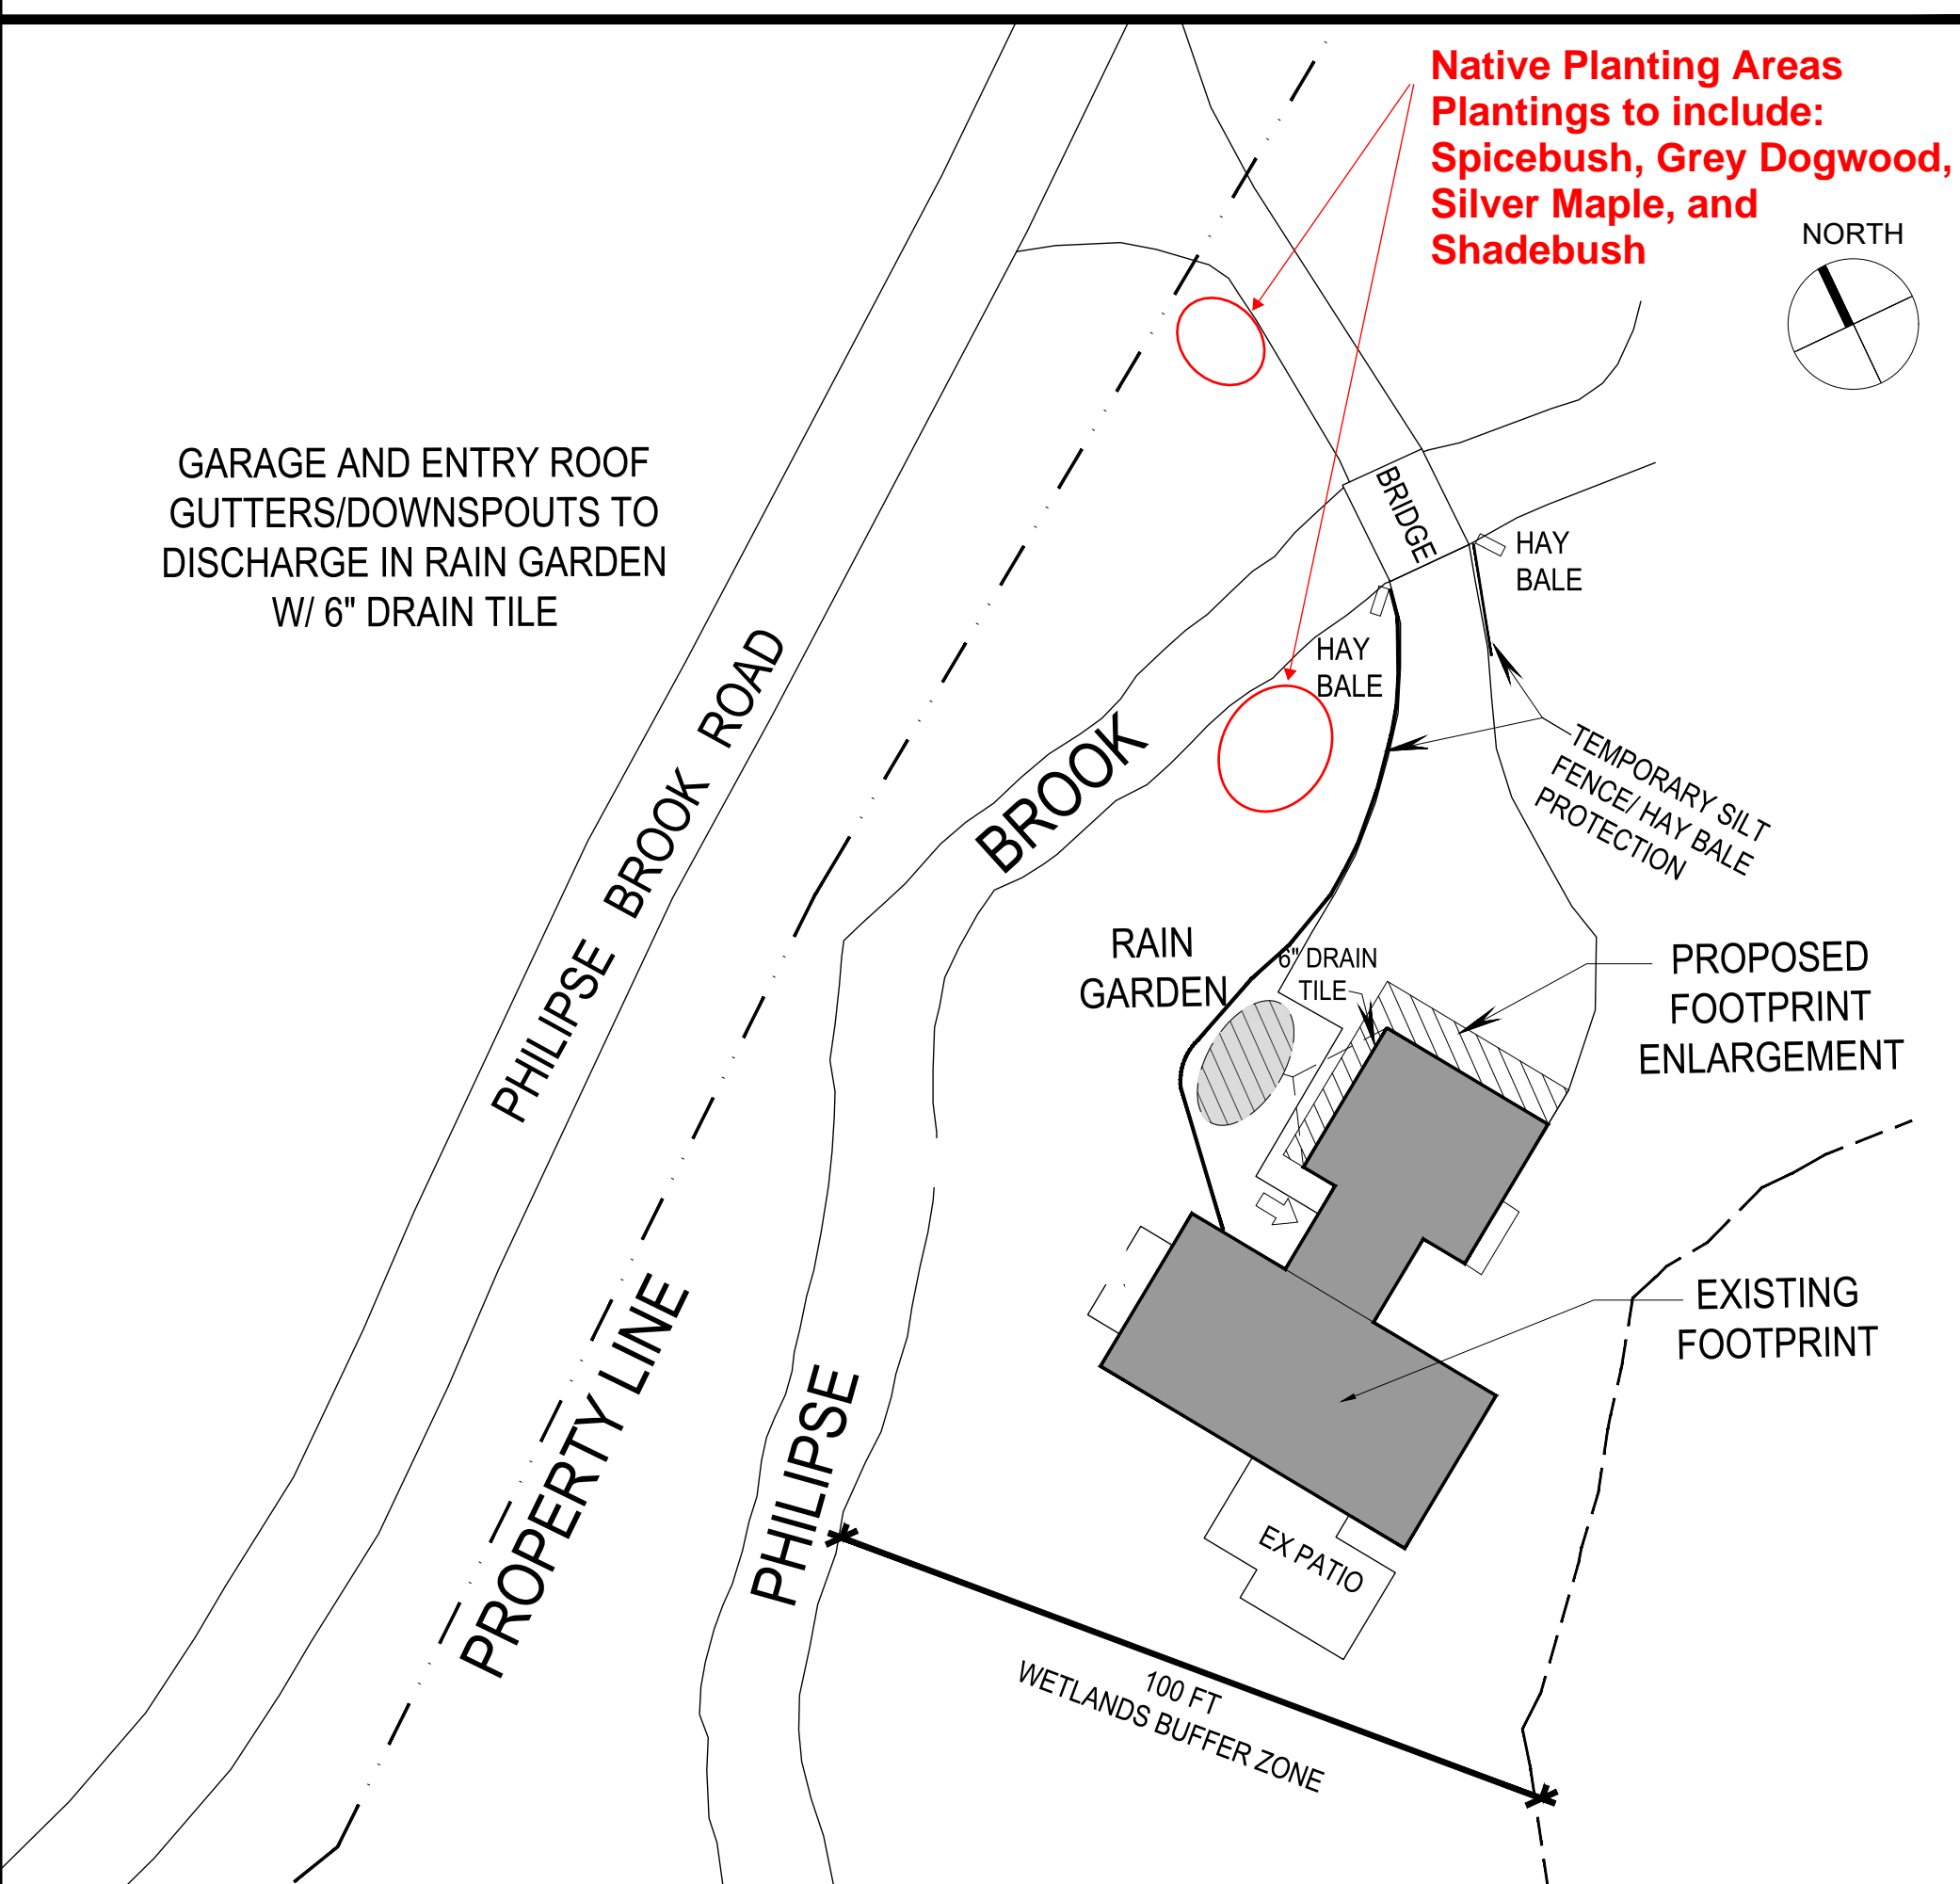 Native Planting Areas
Plantings to include:
Spicebush, Grey Dogwood,
Silver Maple, and
Shadebush
NORTH
GARAGE AND ENTRY ROOF
GUTTERS/DOWNSPOUTS TO
DISCHARGE IN RAIN GARDEN
W/ 6" DRAIN TILE
BRIDGE
HAY
BALE
HAY
BALE
PHILIPSE BROOK ROAD
BROOK
TEMPORARY SILT
FENCE/ HAY BALE
PROTECTION
RAIN
GARDEN
6" DRAIN
TILE
PROPOSED
FOOTPRINT
ENLARGEMENT
EXISTING
FOOTPRINT
PROPERTY LINE
PHILIPSE
EX PATIO
100 FT
WETLANDS BUFFER ZONE